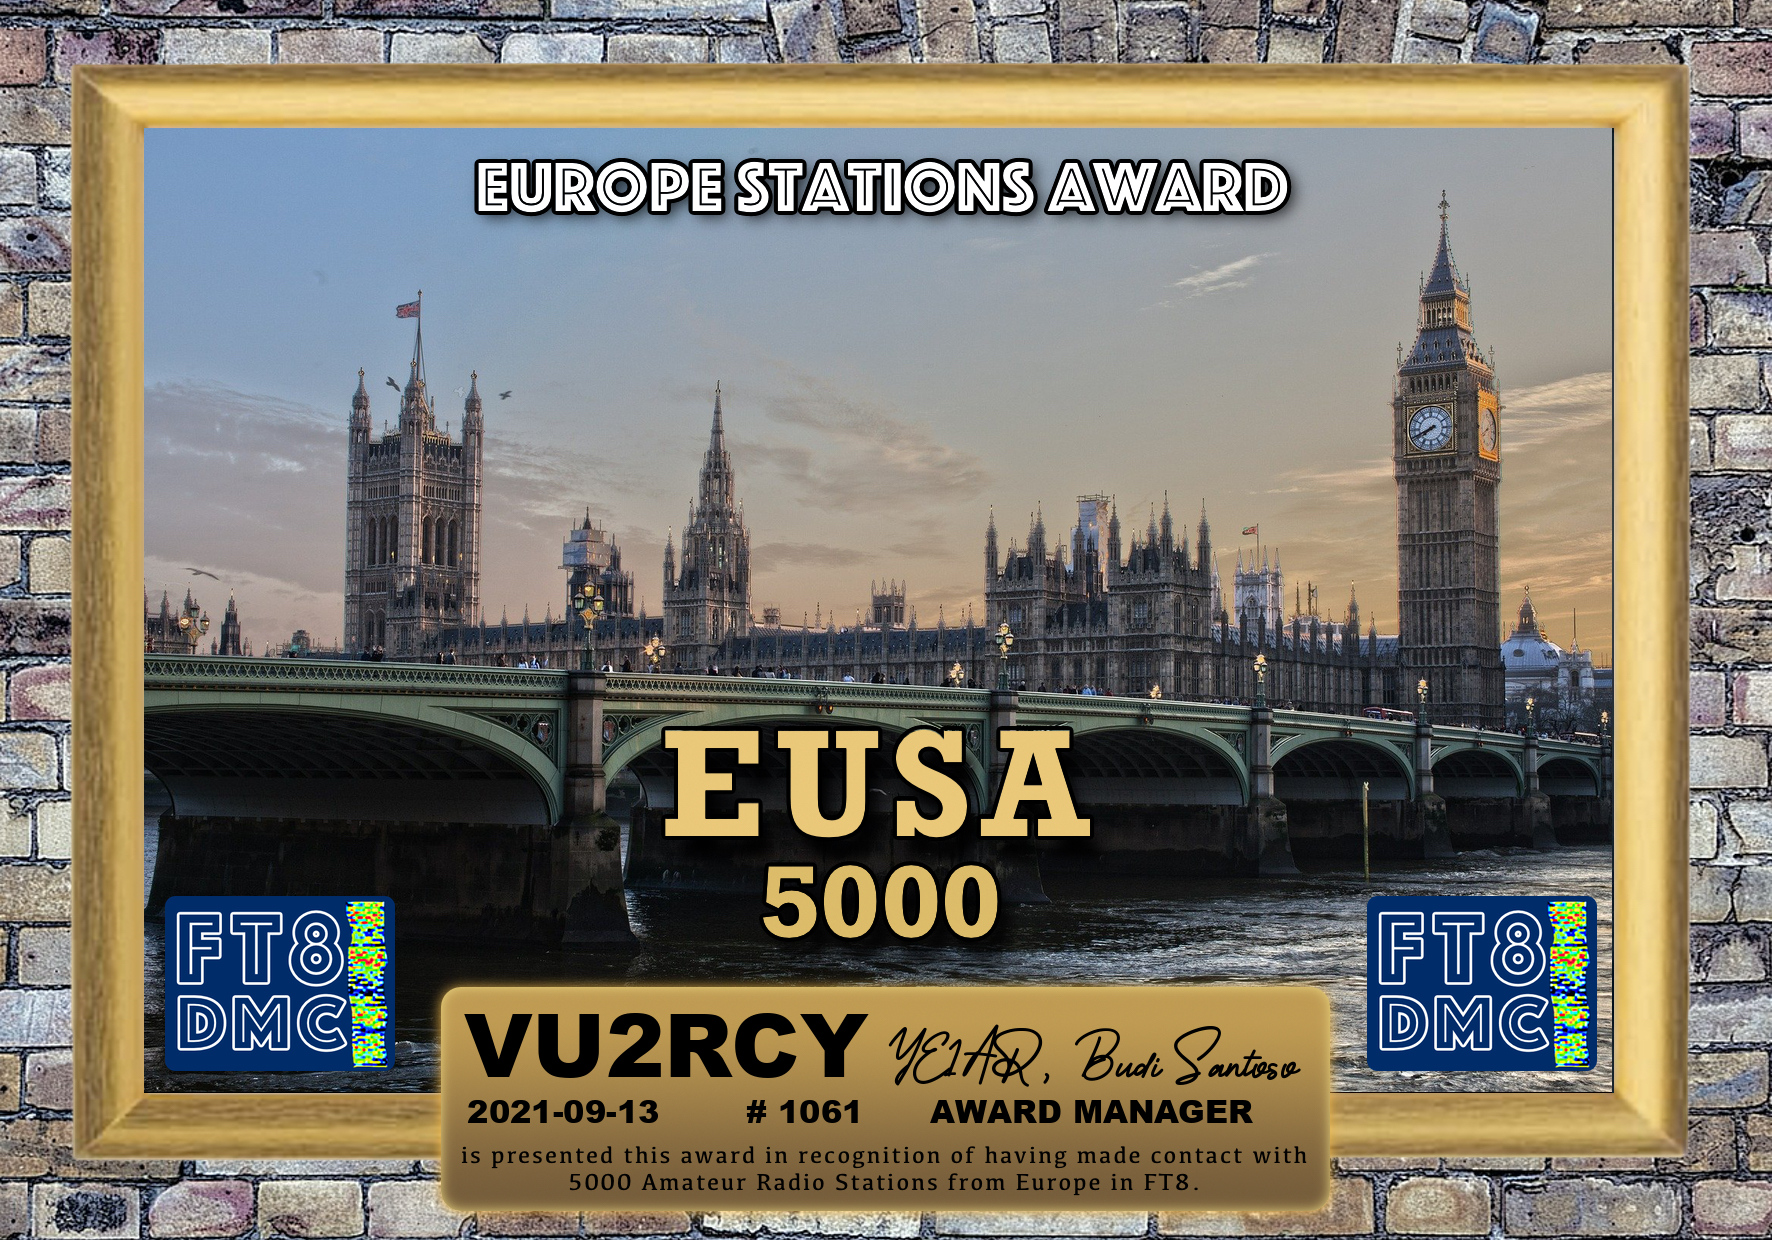 EUROPE STATIONS AWARD
EUSA
5000
FT8
DMC
FT8
DMC
VU2RCY YE1AR, Budi Santoso
2021-09-13 # 1061 AWARD MANAGER
is presented this award in recognition of having made contact with
5000 Amateur Radio Stations from Europe in FT8.